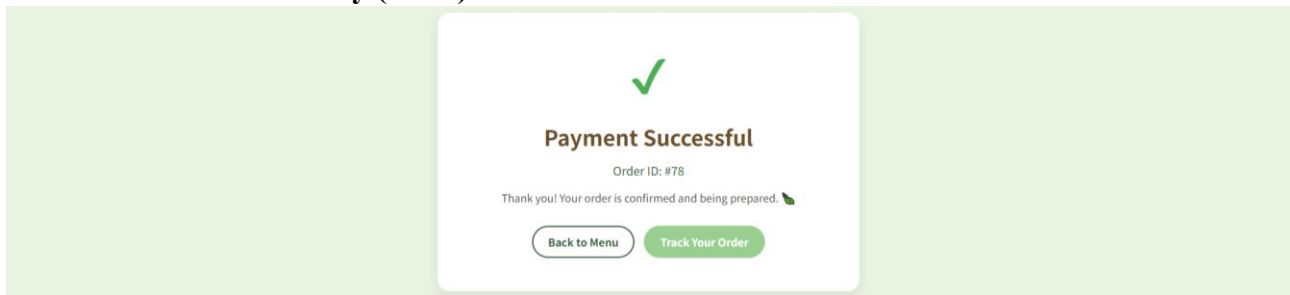 ✓
Payment Successful
Order ID: #78
Thank you! Your order is confirmed and being prepared.
Back to Menu
Track Your Order